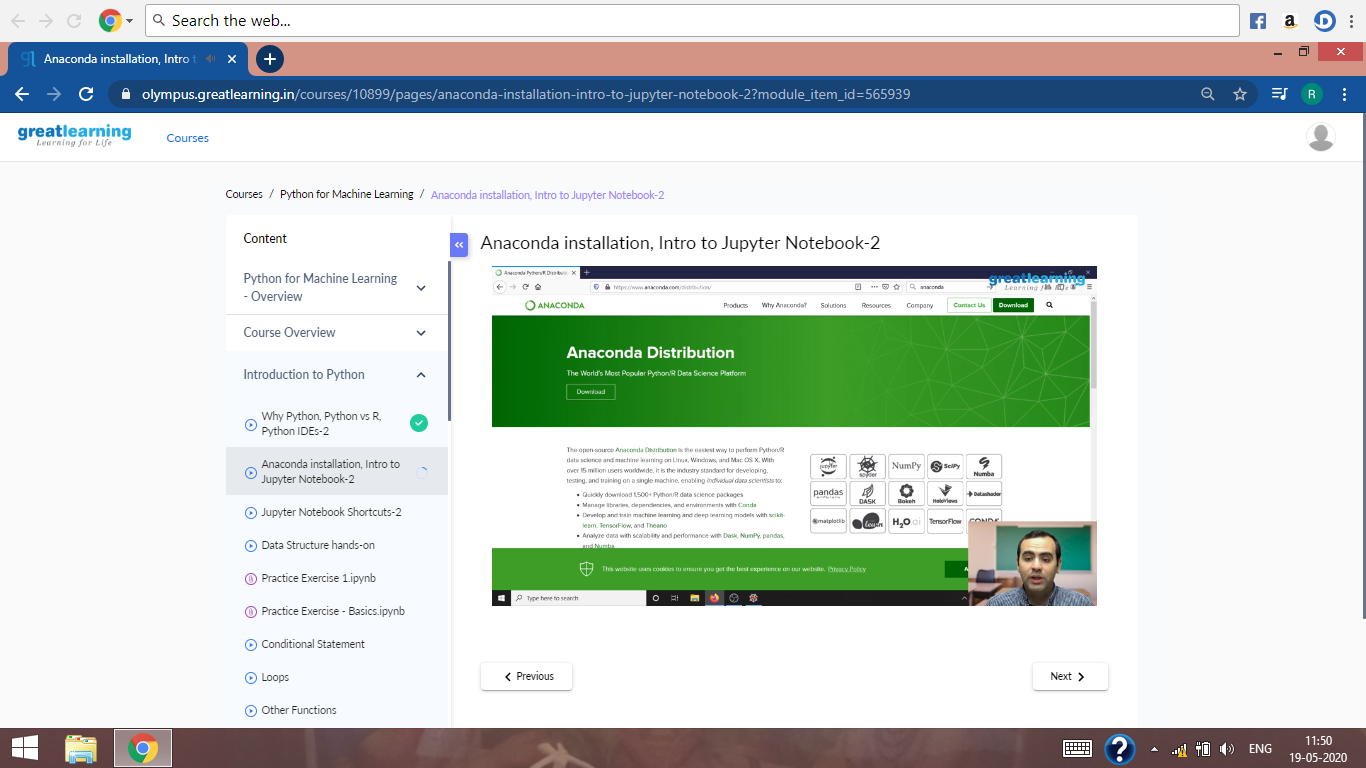 Search the web...
Anaconda installation, Intro t
olympus.greatlearning.in/courses/10899/pages/anaconda-installation-intro-to-jupyter-notebook-2?module_item_id=565939
R
greatlearning
Learning for Life
Courses
Courses / Python for Machine Learning / Anaconda installation, Intro to Jupyter Notebook-2
Content
Python for Machine Learning
- Overview
Course Overview
Introduction to Python
Why Python, Python vs R,
Python IDEs-2
Anaconda installation, Intro to
Jupyter Notebook-2
Jupyter Notebook Shortcuts-2
Data Structure hands-on
Practice Exercise 1.ipynb
Practice Exercise - Basics.ipynb
Conditional Statement
Loops
Other Functions
Anaconda installation, Intro to Jupyter Notebook-2
Anaconda Python/R Distributi
greatlearning
Learning for Life
https://www.anaconda.com/distribution/
anaconda
ANACONDA
Products Why Anaconda? Solutions Resources Company Contact Us Download
Anaconda Distribution
The World's Most Popular Python/R Data Science Platform
Download
The open-source Anaconda Distribution is the easiest way to perform Python/R
data science and machine learning on Linux, Windows, and Mac OS X. With
over 15 million users worldwide, it is the industry standard for developing,
testing, and training on a single machine, enabling individual data scientists to:
• Quickly download 1,500+ Python/R data science packages
• Manage libraries, dependencies, and environments with Conda
• Develop and train machine learning and deep learning models with scikit-
learn, TensorFlow, and Theano
• Analyze data with scalability and performance with Dask, NumPy, pandas,
and Numba
jupyter spyder NumPy SciPy Numba
pandas DASK Bokeh HoloViews Datashader
matplotlib learn H2O.ai TensorFlow CONDA
This website uses cookies to ensure you get the best experience on our website. Privacy Policy
A
Type here to search
Previous
Next
ENG
11:50
19-05-2020